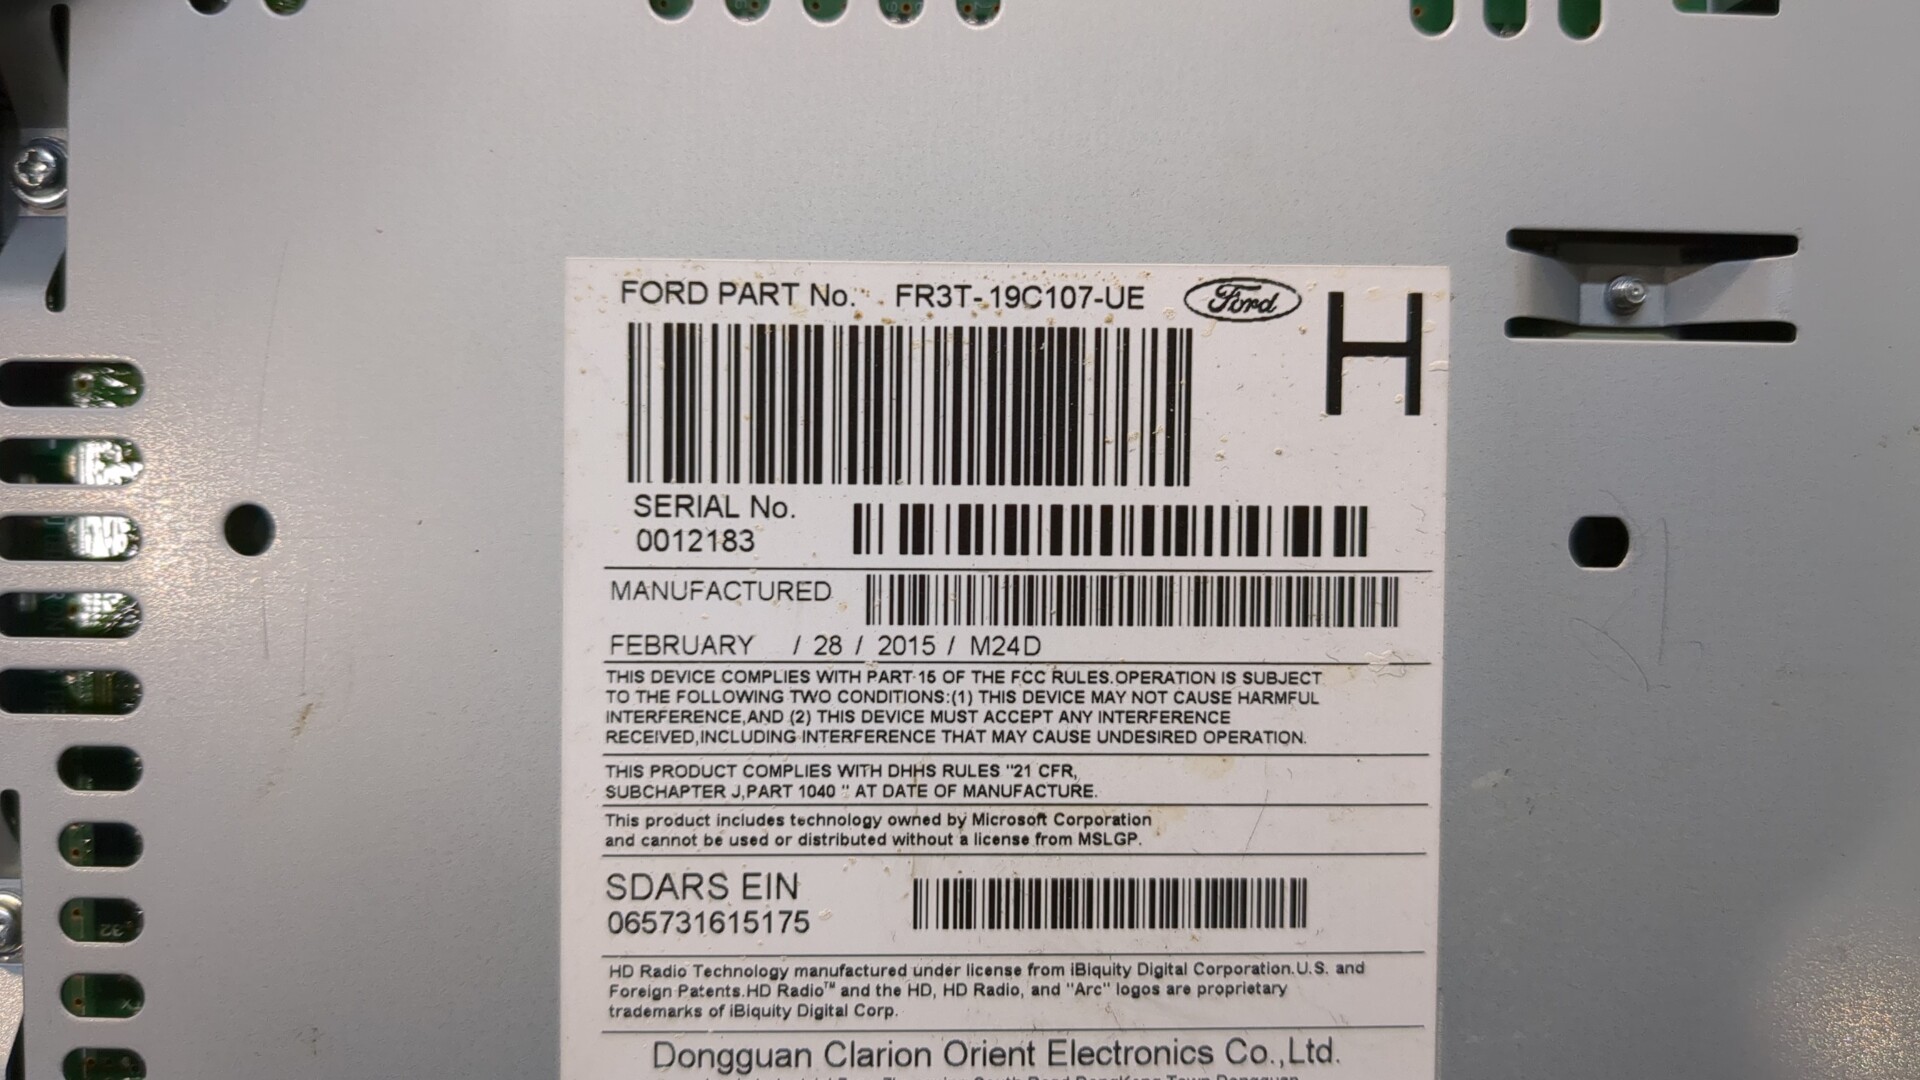 FORD PART No. FR3T-19C107-UE Ford H
SERIAL No.
0012183
MANUFACTURED
FEBRUARY / 28 / 2015 / M24D
THIS DEVICE COMPLIES WITH PART 15 OF THE FCC RULES.OPERATION IS SUBJECT
TO THE FOLLOWING TWO CONDITIONS:(1) THIS DEVICE MAY NOT CAUSE HARMFUL
INTERFERENCE,AND (2) THIS DEVICE MUST ACCEPT ANY INTERFERENCE
RECEIVED,INCLUDING INTERFERENCE THAT MAY CAUSE UNDESIRED OPERATION.
THIS PRODUCT COMPLIES WITH DHHS RULES "21 CFR,
SUBCHAPTER J,PART 1040 " AT DATE OF MANUFACTURE.
This product includes technology owned by Microsoft Corporation
and cannot be used or distributed without a license from MSLGP.
SDARS EIN
065731615175
HD Radio Technology manufactured under license from iBiquity Digital Corporation.U.S. and
Foreign Patents.HD Radio™ and the HD, HD Radio, and "Arc" logos are proprietary
trademarks of iBiquity Digital Corp.
Dongguan Clarion Orient Electronics Co.,Ltd.